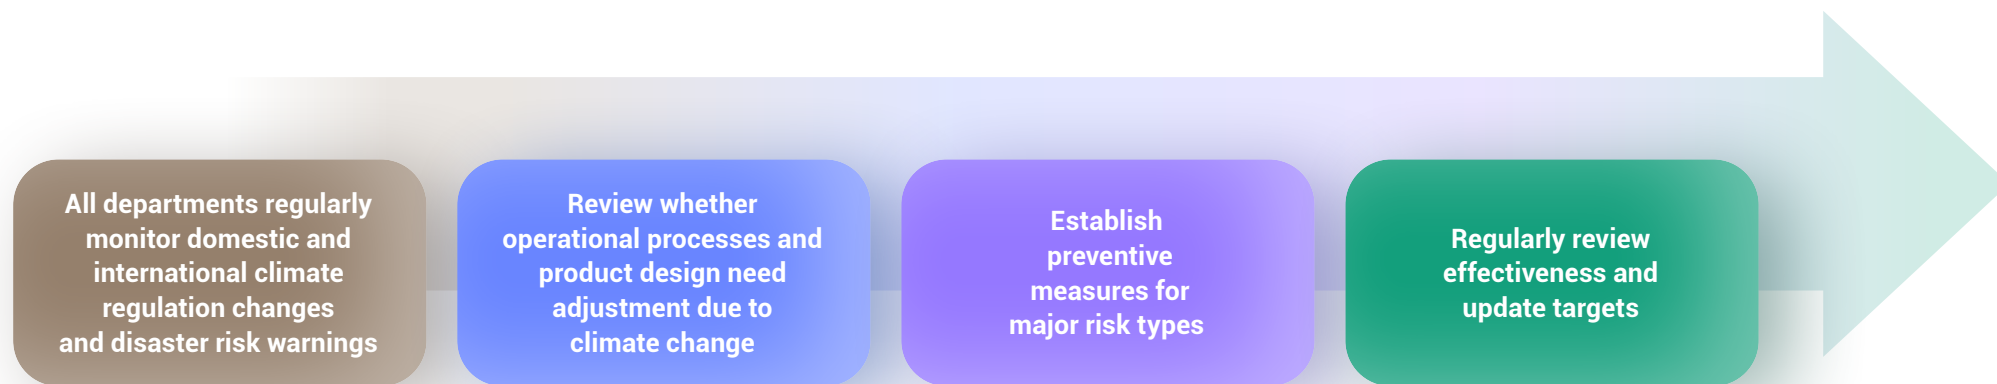 All departments regularly
monitor domestic and
international climate
regulation changes
and disaster risk warnings
Review whether
operational processes and
product design need
adjustment due to
climate change
Establish
preventive
measures for
major risk types
Regularly review
effectiveness and
update targets